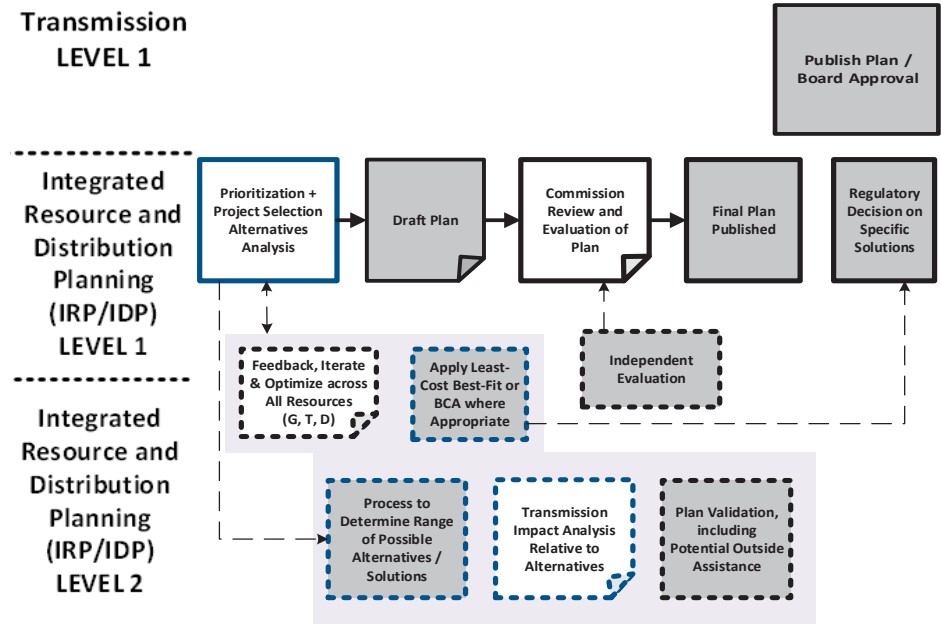 Transmission
LEVEL 1
Publish Plan /
Board Approval
Integrated
Resource and
Distribution
Planning
(IRP/IDP)
LEVEL 1
Prioritization +
Project Selection
Alternatives
Analysis
Draft Plan
Commission
Review and
Evaluation of
Plan
Final Plan
Published
Regulatory
Decision on
Specific
Solutions
Feedback, Iterate
& Optimize across
All Resources
(G, T, D)
Apply Least-
Cost Best-Fit or
BCA where
Appropriate
Independent
Evaluation
Integrated
Resource and
Distribution
Planning
(IRP/IDP)
LEVEL 2
Process to
Determine Range
of Possible
Alternatives /
Solutions
Transmission
Impact Analysis
Relative to
Alternatives
Plan Validation,
including
Potential Outside
Assistance